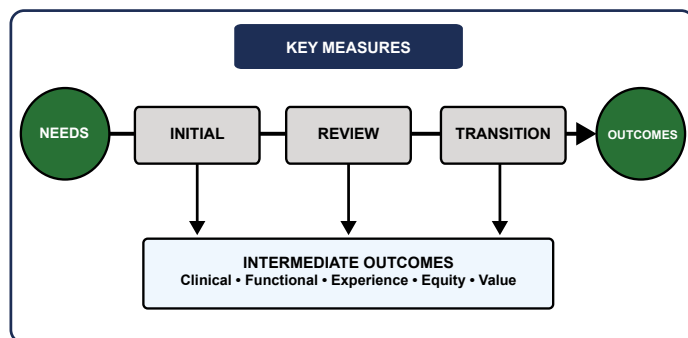 KEY MEASURES
NEEDS
INITIAL
REVIEW
TRANSITION
OUTCOMES
INTERMEDIATE OUTCOMES
Clinical • Functional • Experience • Equity • Value